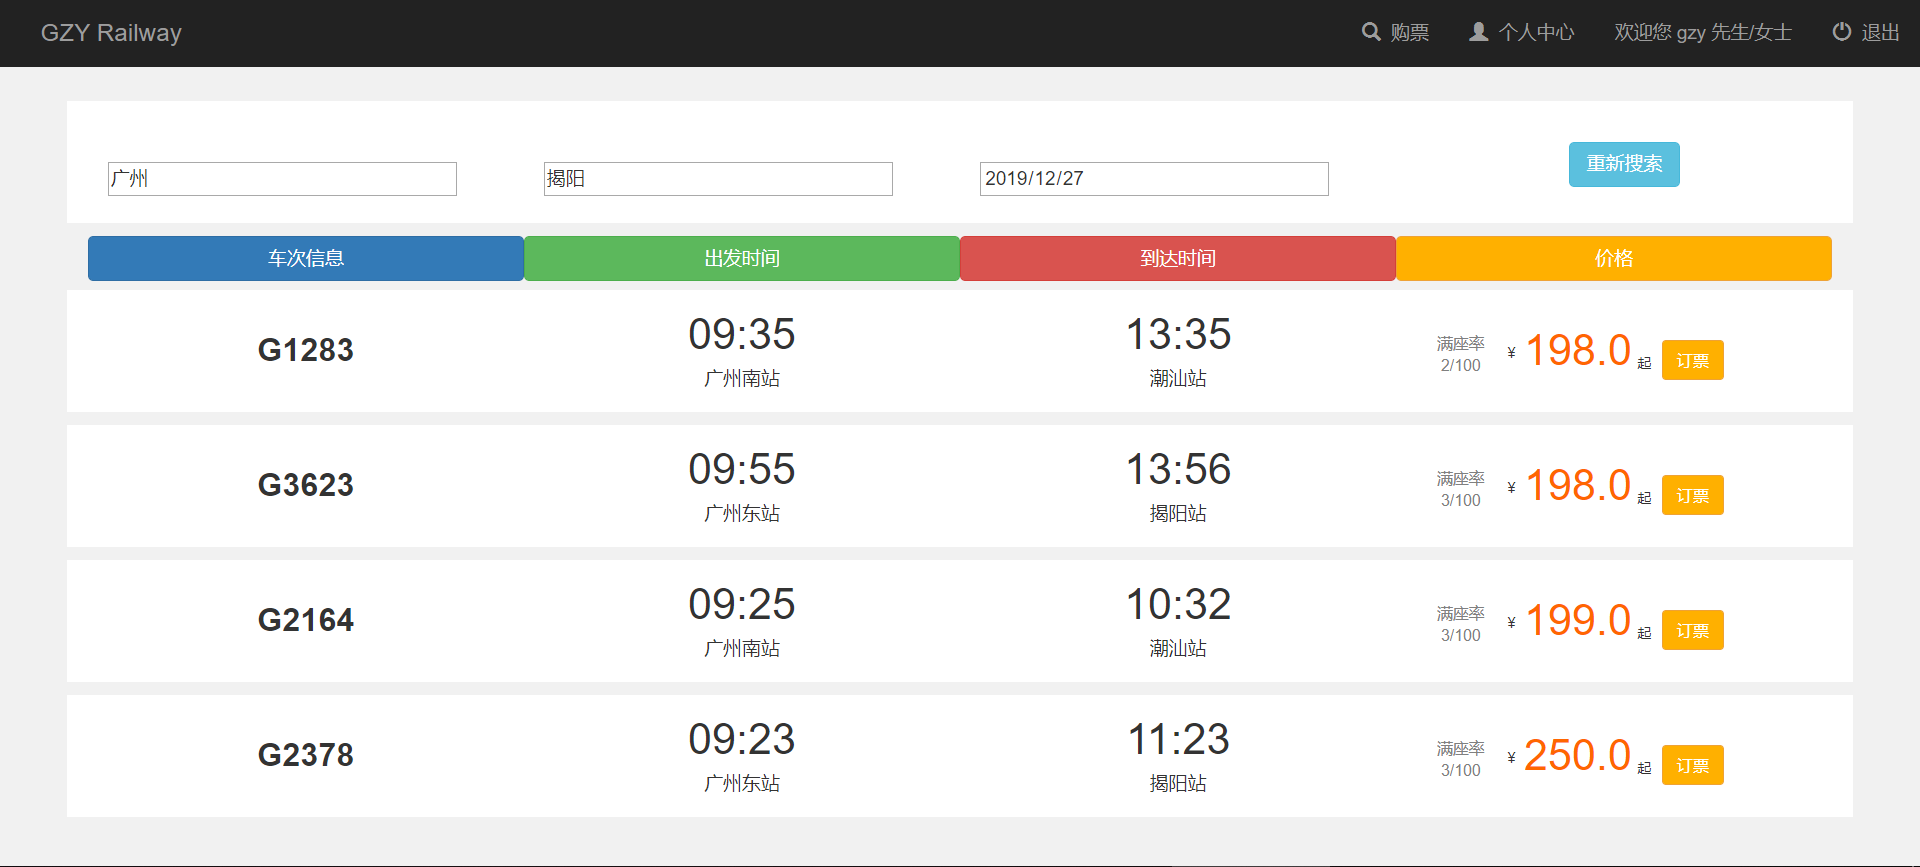 GZY Railway 购票 个人中心 欢迎您 gzy 先生/女士 退出
广州 揭阳 2019/12/27 重新搜索
车次信息 出发时间 到达时间 价格
G1283 09:35 13:35 满座率 ¥ 198.0 起 订票
广州南站 潮汕站 2/100
G3623 09:55 13:56 满座率 ¥ 198.0 起 订票
广州东站 揭阳站 3/100
G2164 09:25 10:32 满座率 ¥ 199.0 起 订票
广州南站 潮汕站 3/100
G2378 09:23 11:23 满座率 ¥ 250.0 起 订票
广州东站 揭阳站 3/100